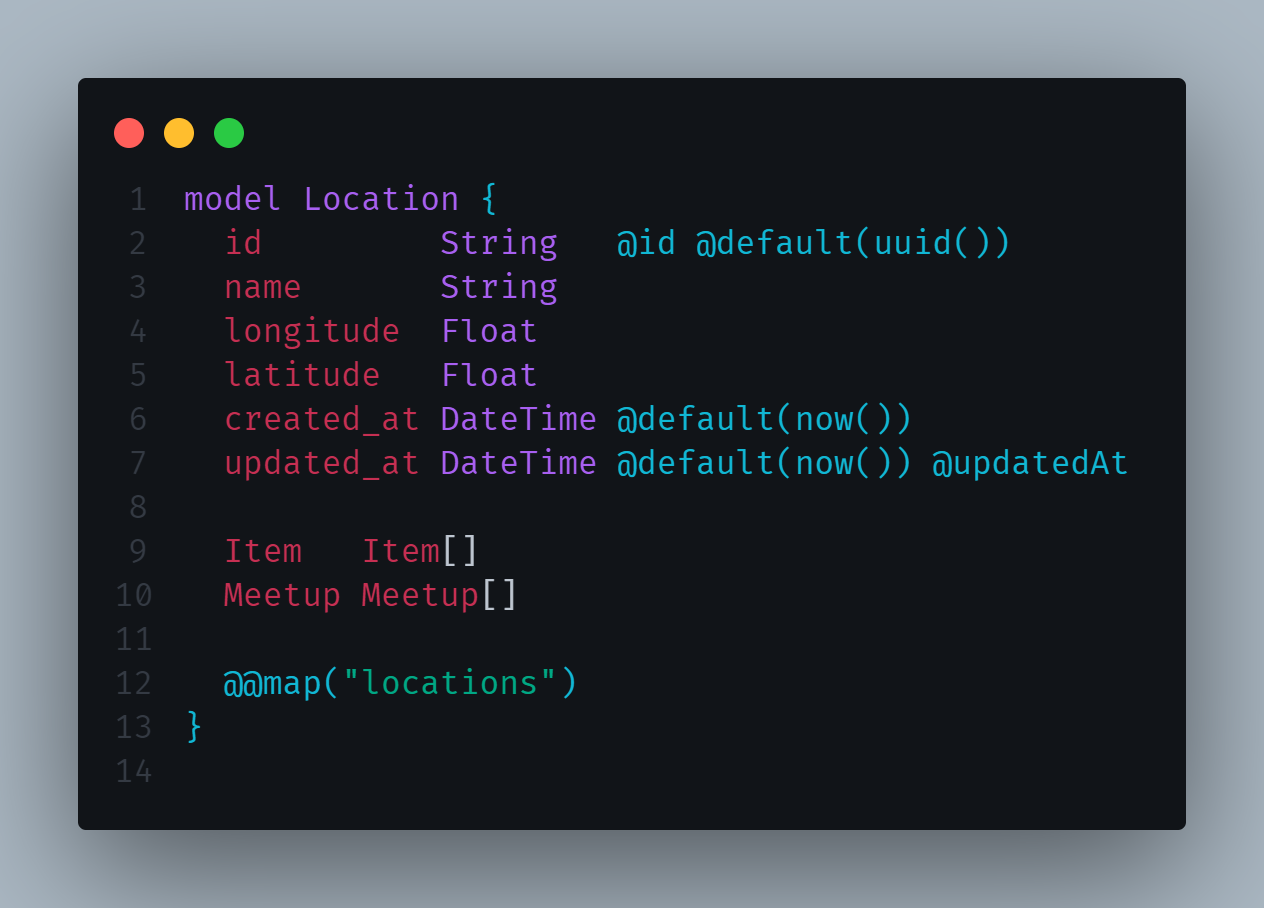 1 model Location {
2   id         String   @id @default(uuid())
3   name       String
4   longitude  Float
5   latitude   Float
6   created_at DateTime @default(now())
7   updated_at DateTime @default(now()) @updatedAt
8
9   Item   Item[]
10   Meetup Meetup[]
11
12   @@map("locations")
13 }
14